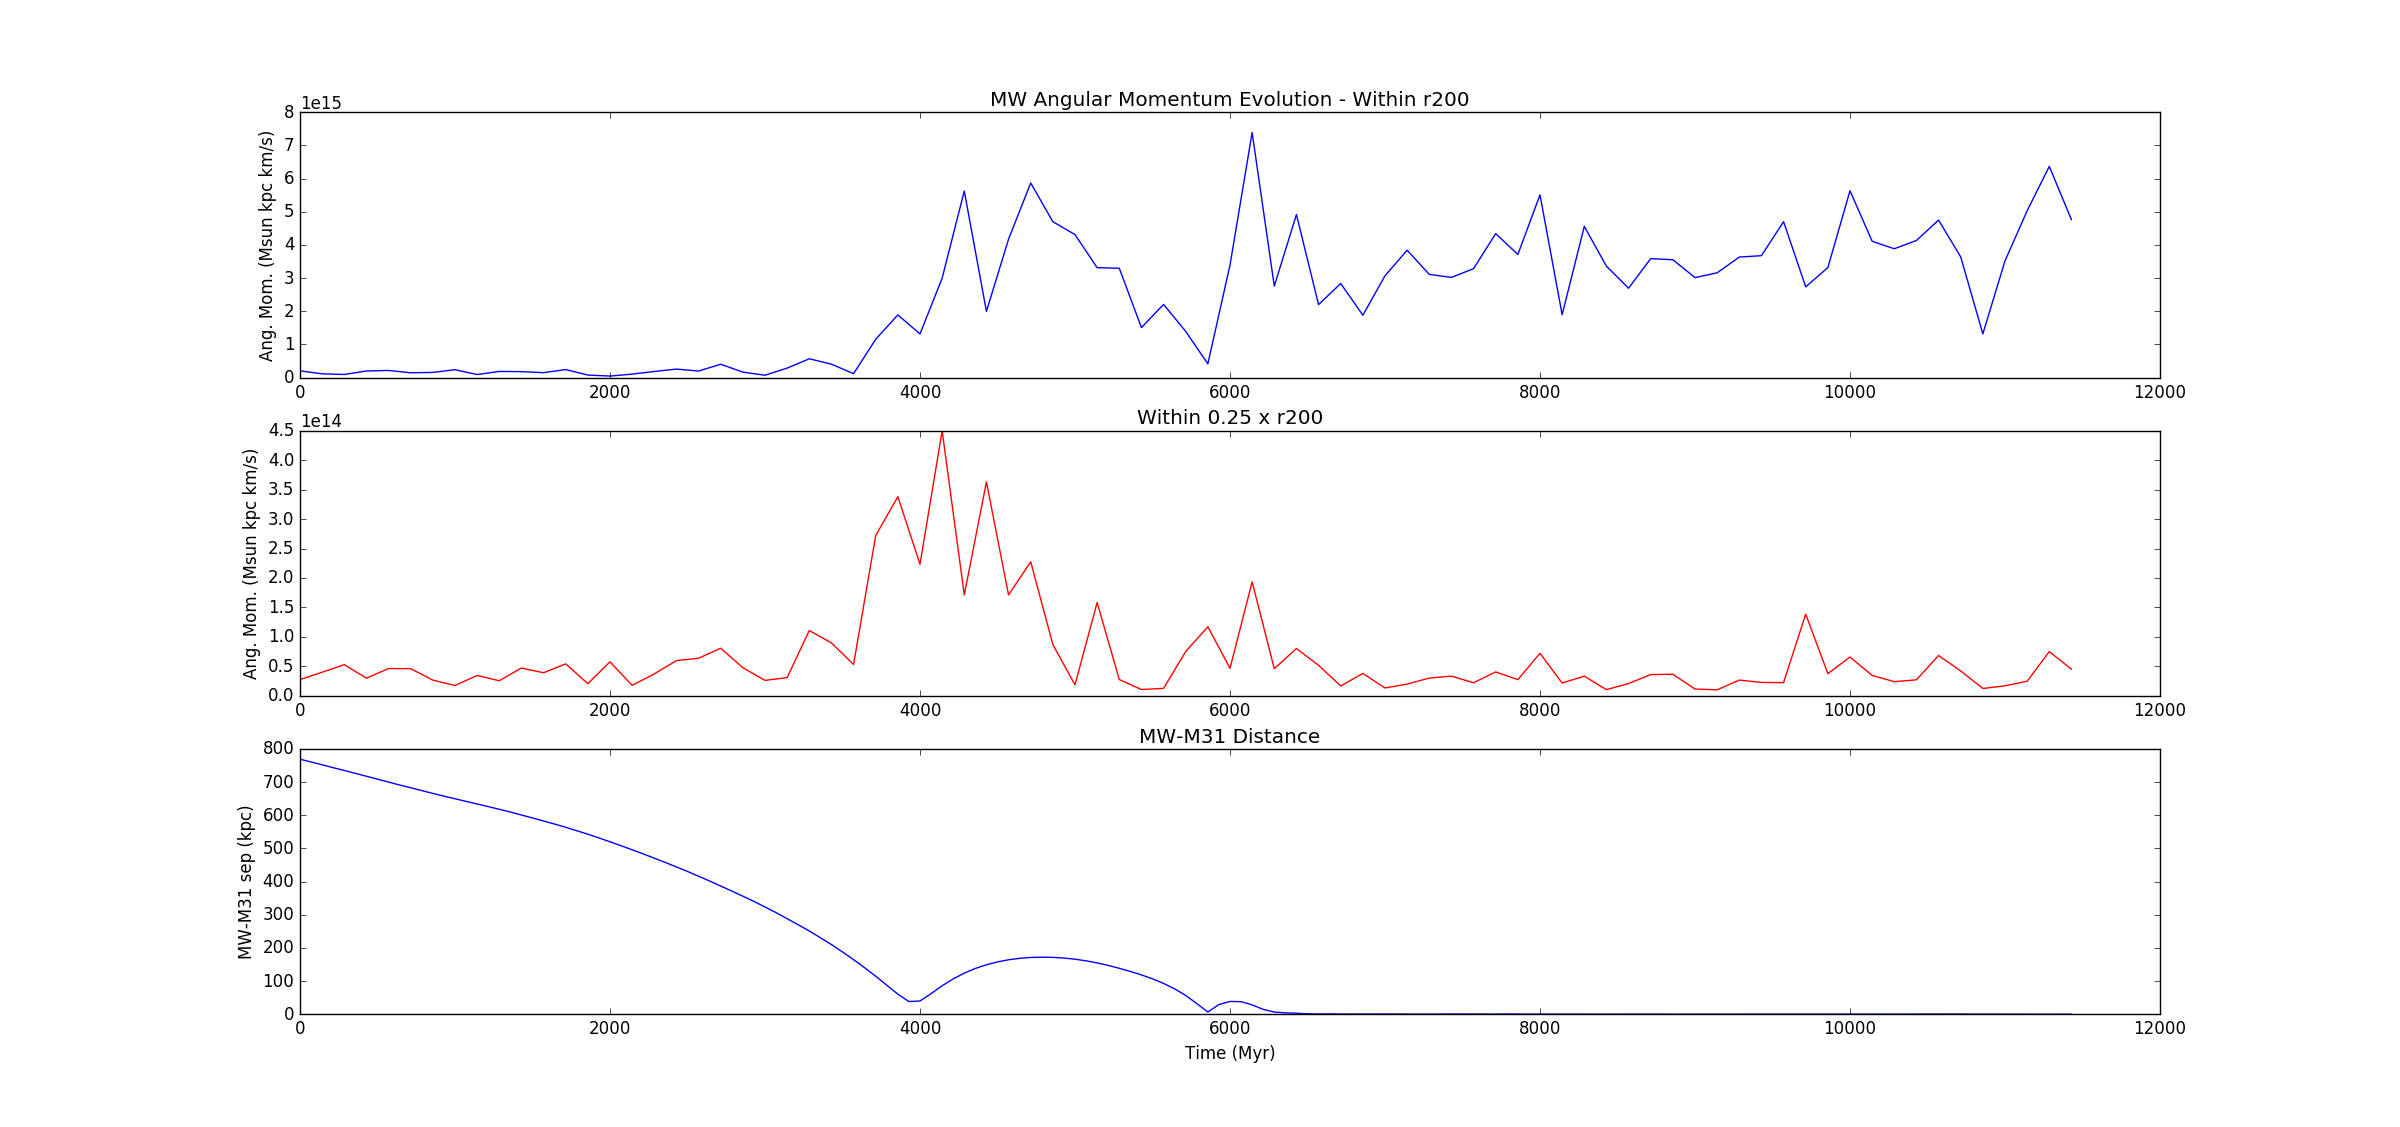 MW Angular Momentum Evolution - Within r200
1e15
Ang. Mom. (Msun kpc km/s)
8
7
6
5
4
3
2
1
0
0 2000 4000 6000 8000 10000 12000
Within 0.25 x r200
1e14
Ang. Mom. (Msun kpc km/s)
4.5
4.0
3.5
3.0
2.5
2.0
1.5
1.0
0.5
0.0
0 2000 4000 6000 8000 10000 12000
MW-M31 Distance
MW-M31 sep (kpc)
800
700
600
500
400
300
200
100
0
0 2000 4000 6000 8000 10000 12000
Time (Myr)